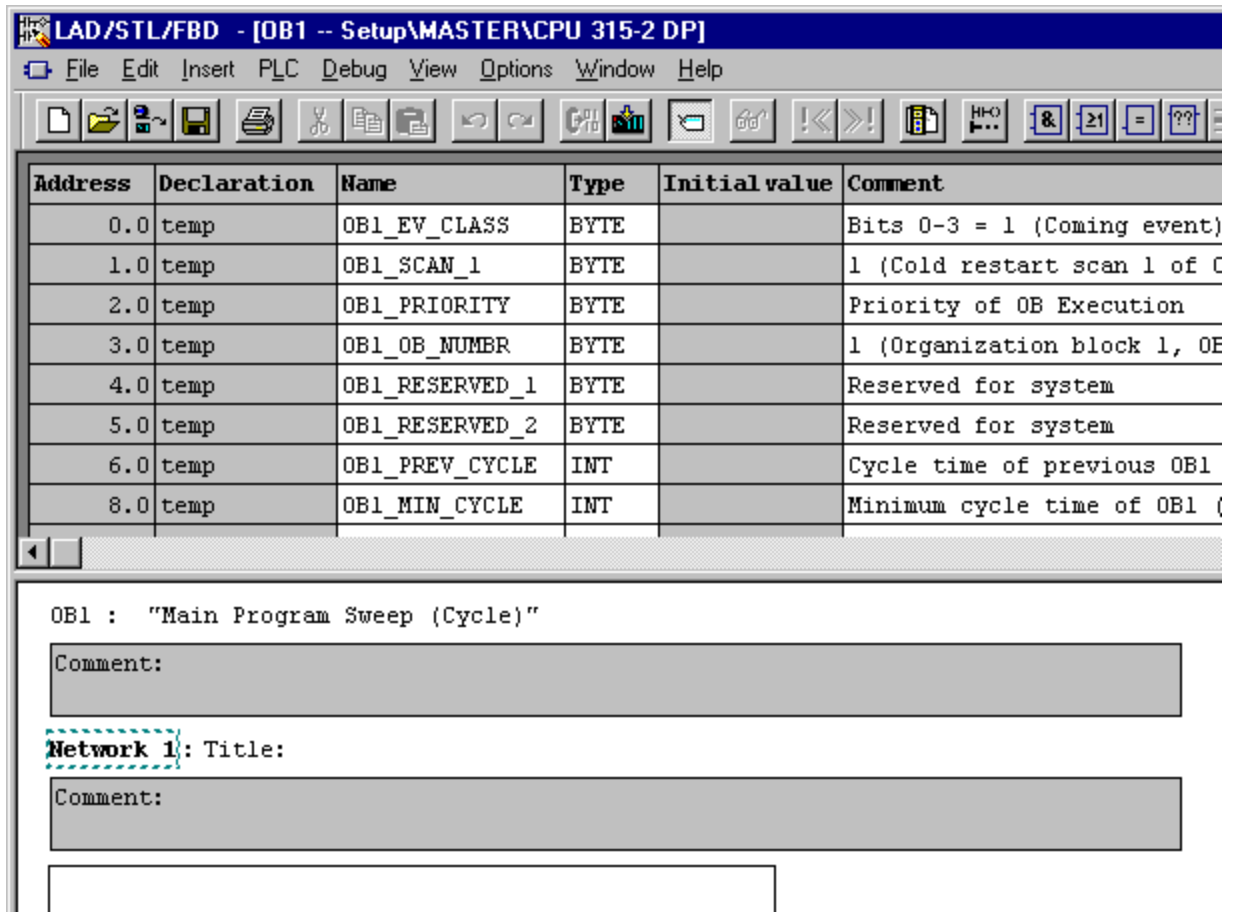 LAD/STL/FBD - [OB1 -- Setup\MASTER\CPU 315-2 DP]
File Edit Insert PLC Debug View Options Window Help
& ≥1 = ??
Address Declaration Name Type Initial value Comment
0.0 temp OB1_EV_CLASS BYTE Bits 0-3 = 1 (Coming event)
1.0 temp OB1_SCAN_1 BYTE 1 (Cold restart scan 1 of
2.0 temp OB1_PRIORITY BYTE Priority of OB Execution
3.0 temp OB1_OB_NUMBR BYTE 1 (Organization block 1,
4.0 temp OB1_RESERVED_1 BYTE Reserved for system
5.0 temp OB1_RESERVED_2 BYTE Reserved for system
6.0 temp OB1_PREV_CYCLE INT Cycle time of previous OB1
8.0 temp OB1_MIN_CYCLE INT Minimum cycle time of OB1 (
OB1 : "Main Program Sweep (Cycle)"
Comment:
Network 1: Title:
Comment: